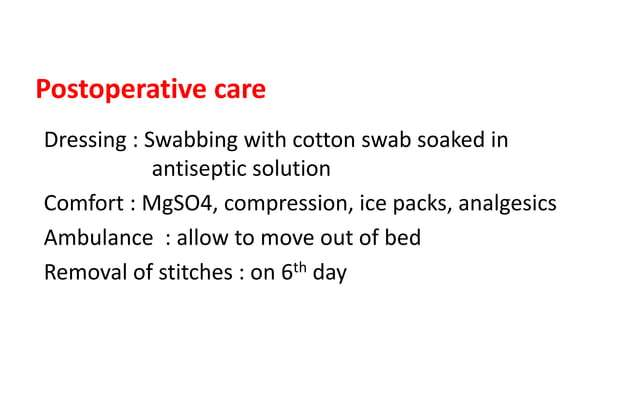 Postoperative care
Dressing : Swabbing with cotton swab soaked in
antiseptic solution
Comfort : MgSO4, compression, ice packs, analgesics
Ambulance  : allow to move out of bed
Removal of stitches : on 6th day